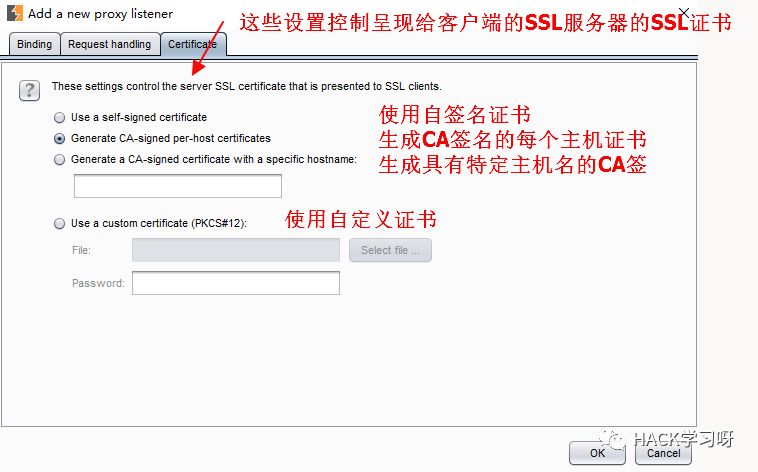 Add a new proxy listener
这些设置控制呈现给客户端的SSL服务器的SSL证书
Binding
Request handling
Certificate
? These settings control the server SSL certificate that is presented to SSL clients.
Use a self-signed certificate
使用自签名证书
Generate CA-signed per-host certificates
生成CA签名的每个主机证书
Generate a CA-signed certificate with a specific hostname:
生成具有特定主机名的CA签
Use a custom certificate (PKCS#12):
使用自定义证书
File:
Select file ...
Password:
HACK学习呀
OK
Cancel